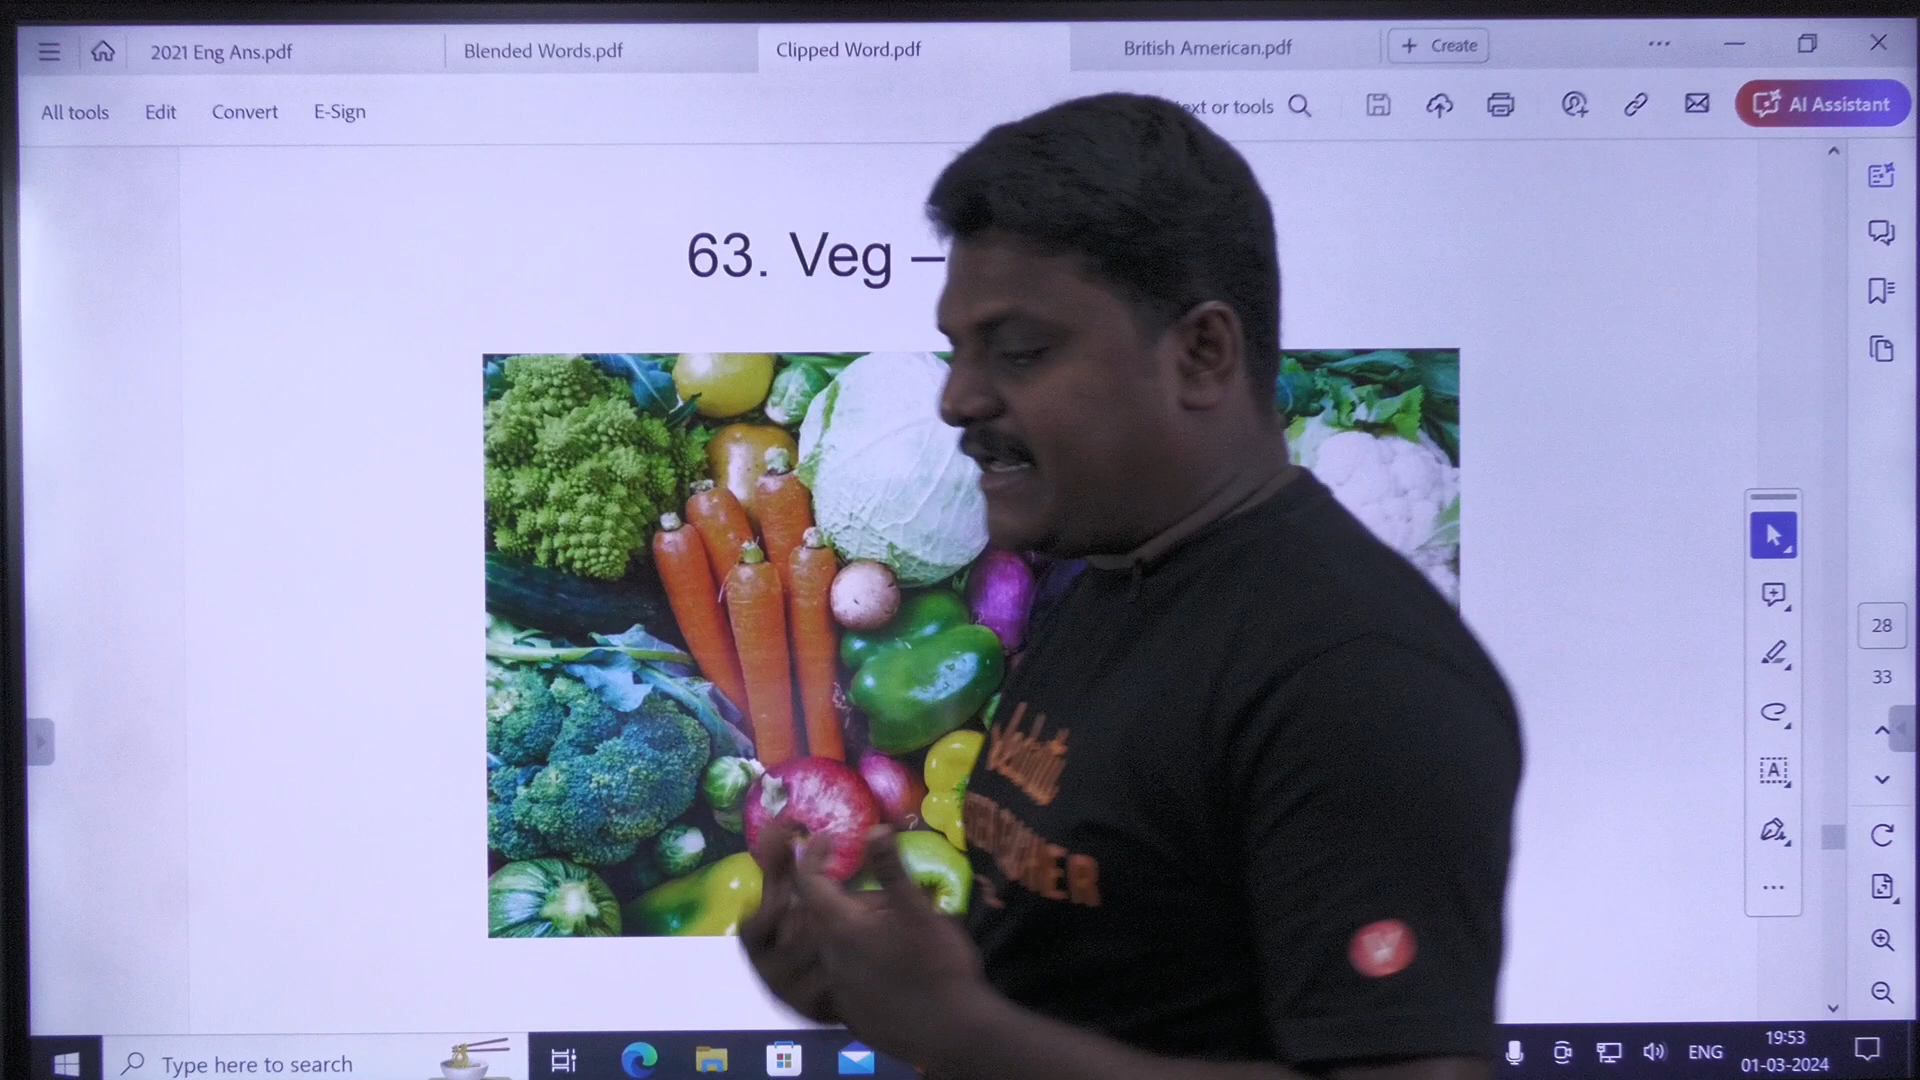 2021 Eng Ans.pdf
Blended Words.pdf
Clipped Word.pdf
British American.pdf
+ Create
All tools
Edit
Convert
E-Sign
text or tools
AI Assistant
63. Veg –
28
33
A
Type here to search
ENG
19:53
01-03-2024